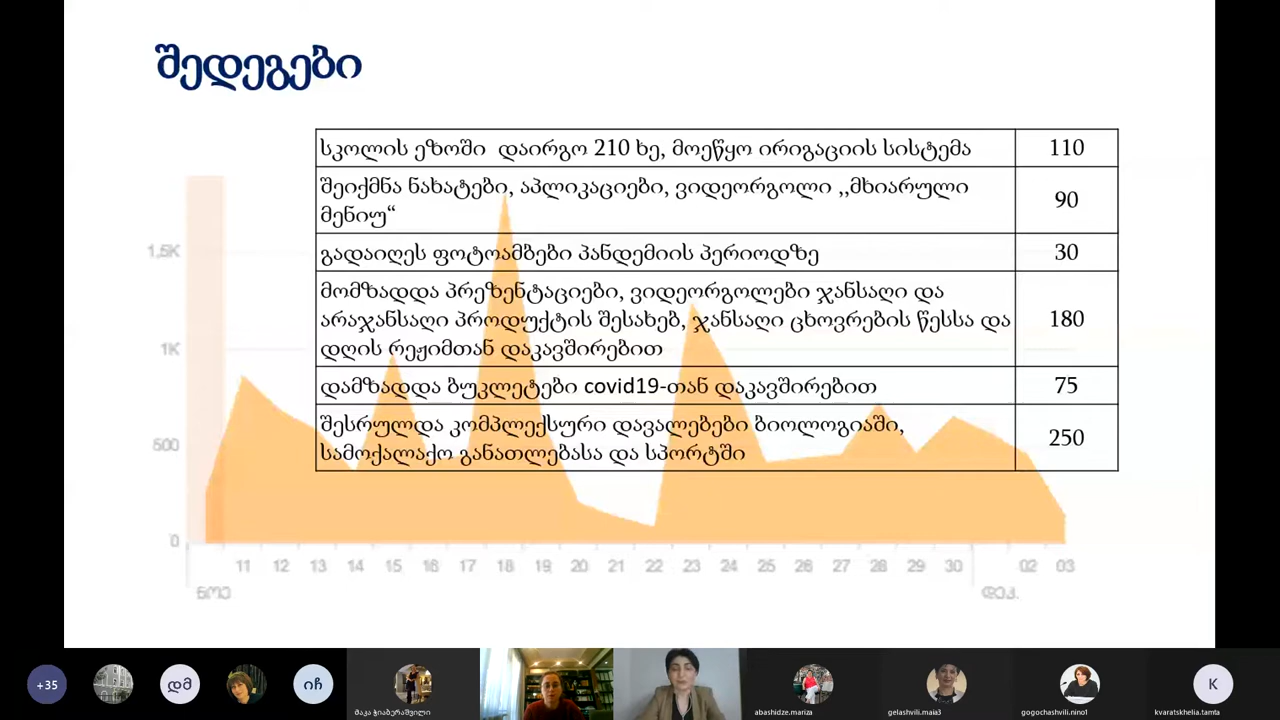 შედეგები
სკოლის ეზოში დაირგო 210 ხე, მოეწყო ირიგაციის სისტემა 110
შეიქმნა ნახატები, აპლიკაციები, ვიდეორგოლი ,,მხიარული
მენიუ“ 90
გადაიღეს ფოტოამბები პანდემიის პერიოდზე 30
მომზადდა პრეზენტაციები, ვიდეორგოლები ჯანსაღი და
არაჯანსაღი პროდუქტის შესახებ, ჯანსაღი ცხოვრების წესსა და 180
დღის რეჟიმთან დაკავშირებით
დამზადდა ბუკლეტები covid19-თან დაკავშირებით 75
შესრულდა კომპლექსური დავალებები ბიოლოგიაში, 250
სამოქალაქო განათლებასა და სპორტში
1,5K
1K
500
0
11 12 13 14 15 16 17 18 19 20 21 22 23 24 25 26 27 28 29 30 02 03
ნოე დეკ.
+35 დმ იჩ K
მაკა ჭიაბერაშვილი abashidze.mariza gelashvili.maia3 gogochashvili.nino1 kvaratskhelia.tamta